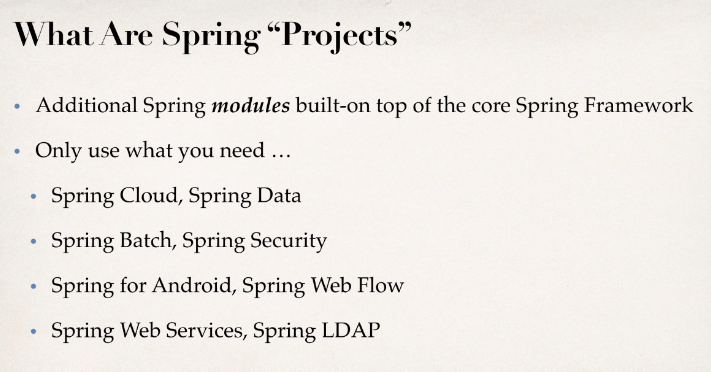 What Are Spring “Projects”
• Additional Spring modules built-on top of the core Spring Framework
• Only use what you need …
• Spring Cloud, Spring Data
• Spring Batch, Spring Security
• Spring for Android, Spring Web Flow
• Spring Web Services, Spring LDAP